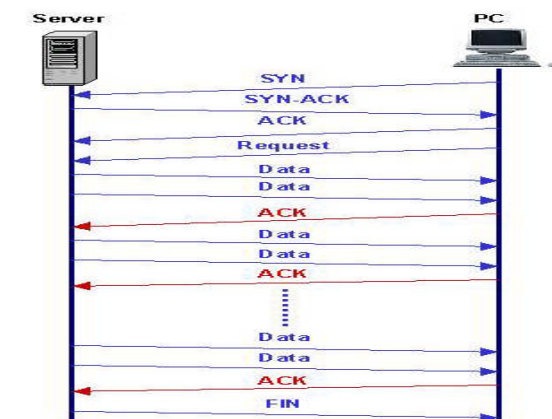 Server PC
SYN
SYN-ACK
ACK
Request
Data
Data
ACK
Data
Data
ACK
Data
Data
ACK
FIN